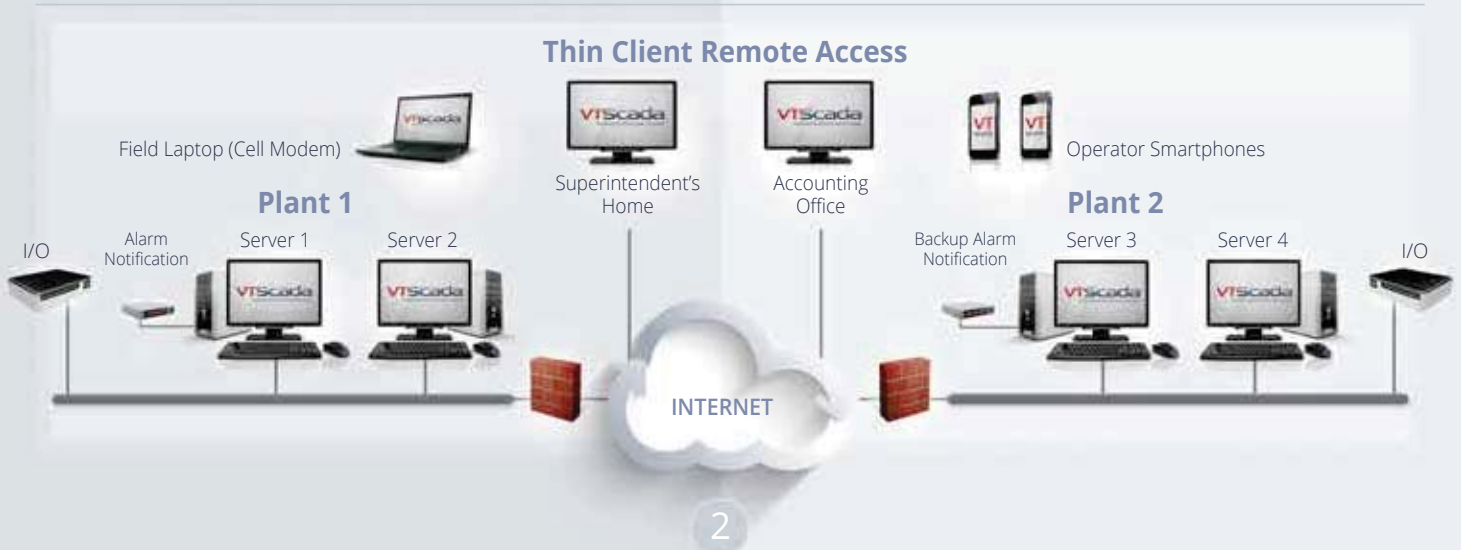 Thin Client Remote Access
VTScada
Field Laptop (Cell Modem)
VTScada
Superintendent's
Home
VTScada
Accounting
Office
VT
VT
Operator Smartphones
Plant 1
Plant 2
I/O
Alarm
Notification
Server 1
VTScada
Server 2
VTScada
Backup Alarm
Notification
Server 3
VTScada
Server 4
VTScada
I/O
INTERNET
2